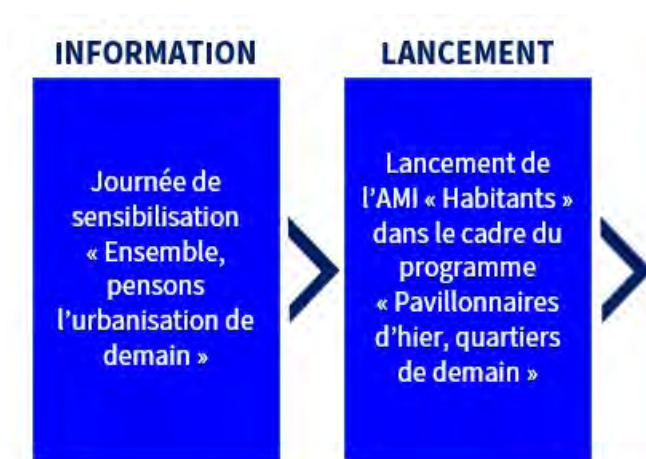 INFORMATION
Journée de
sensibilisation
« Ensemble,
pensons
l’urbanisation de
demain »
LANCEMENT
Lancement de
l’AMI « Habitants »
dans le cadre du
programme
« Pavillonnaires
d’hier, quartiers
de demain »